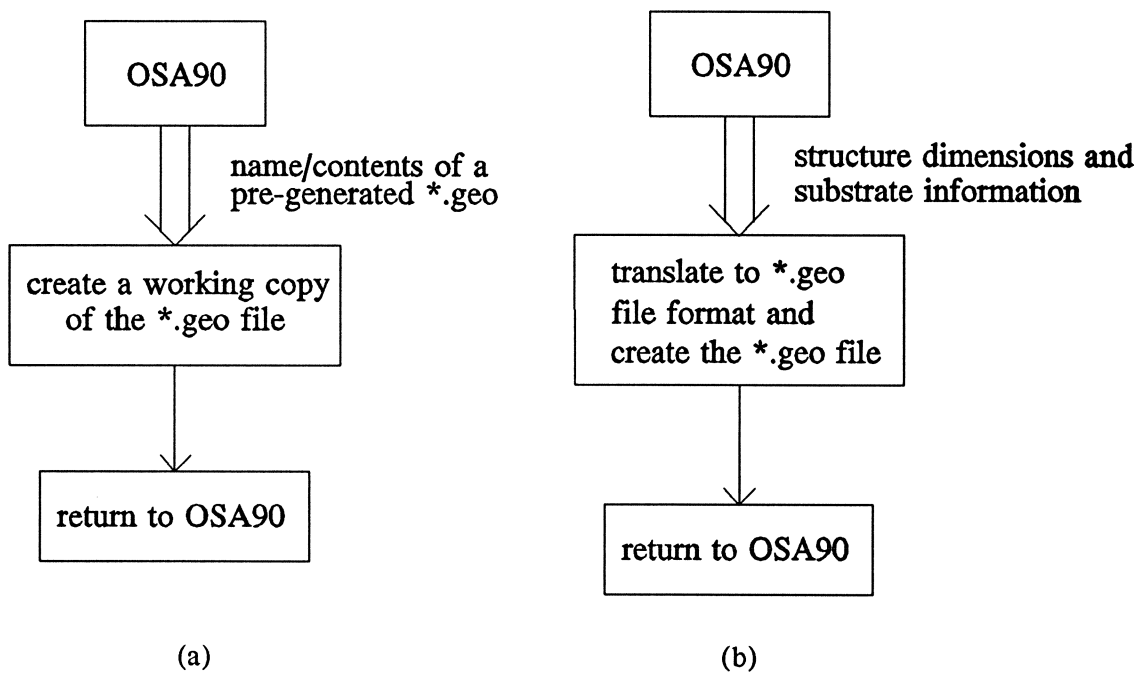 OSA90
name/contents of a
pre-generated *.geo
create a working copy
of the *.geo file
return to OSA90
(a)
OSA90
structure dimensions and
substrate information
translate to *.geo
file format and
create the *.geo file
return to OSA90
(b)